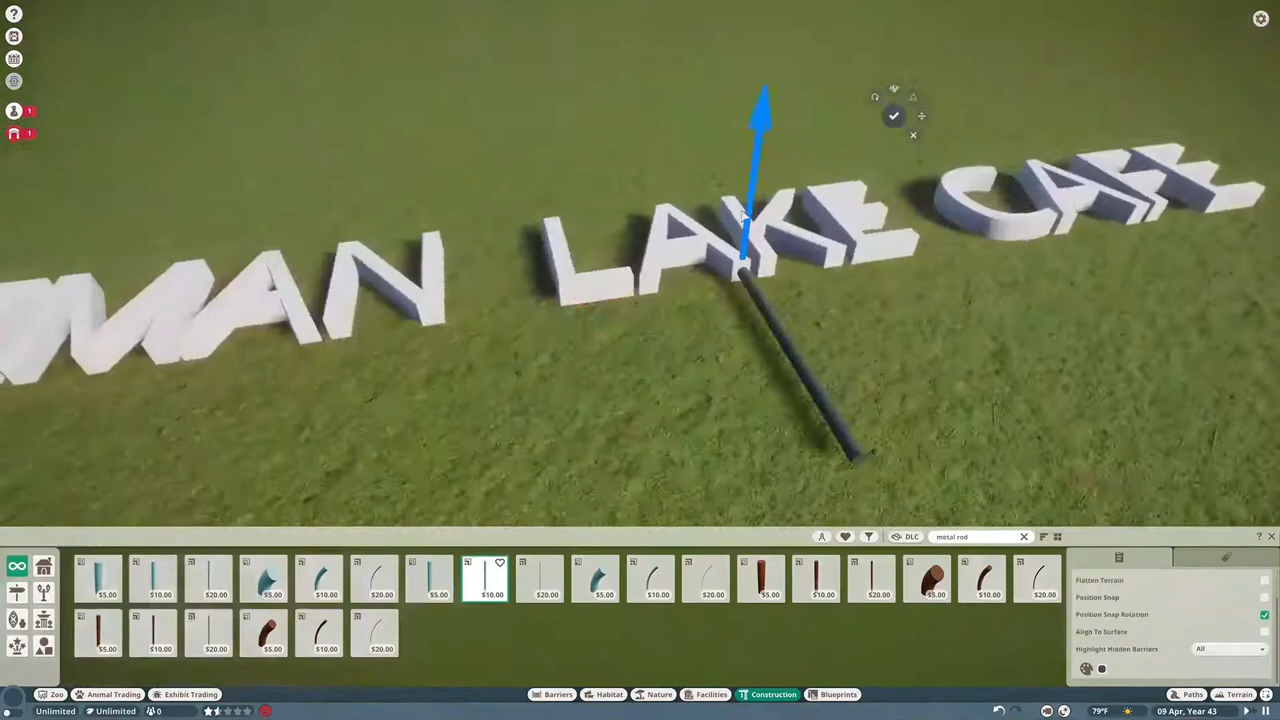 ?
1
1
MAN LAKE CAFE
DLC
metal rod
?
$5.00 $10.00 $20.00 $5.00 $10.00 $20.00 $5.00 $10.00 $20.00 $5.00 $10.00 $20.00 $5.00 $10.00 $20.00 $5.00 $10.00 $20.00
$5.00 $10.00 $20.00 $5.00 $10.00 $20.00
Flatten Terrain
Position Snap
Position Snap Rotation
Align To Surface
Highlight Hidden Barriers All
Zoo Animal Trading Exhibit Trading Barriers Habitat Nature Facilities Construction Blueprints Paths Terrain
Unlimited Unlimited 0 79°F 09 Apr, Year 43